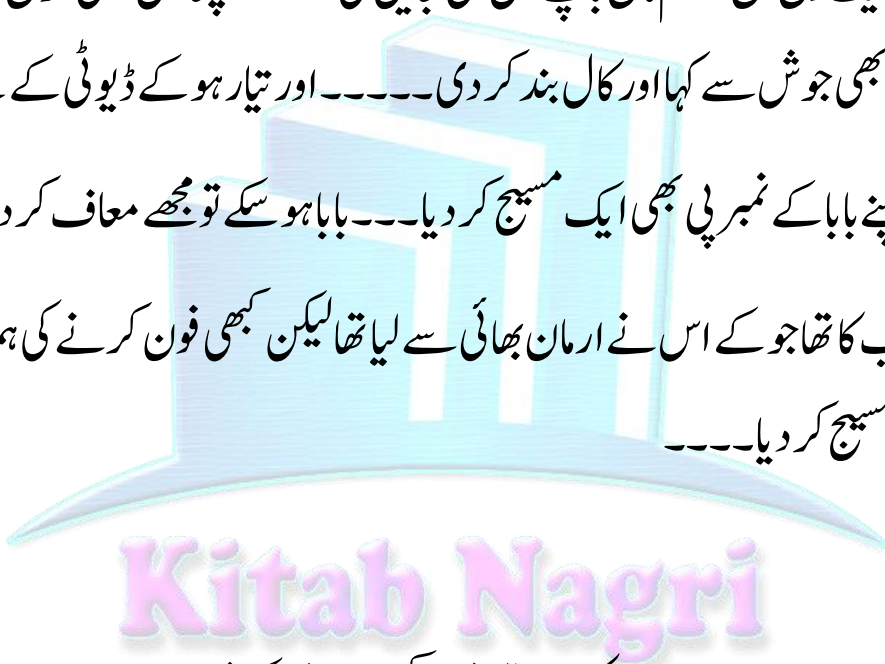 بھی جوش سے کہا اور کال بند کر دی۔۔۔۔۔ اور تیار ہو کے ڈیوٹی کے
پنے بابا کے نمبر پی بھی ایک مسیج کر دیا۔۔۔ بابا ہو سکے تو مجھے معاف کر د
کا تھا جو کے اس نے ارمان بھائی سے لیا تھا لیکن کبھی فون کرنے کی ہم
مسیج کر دیا۔۔۔۔
Kitab Nagri